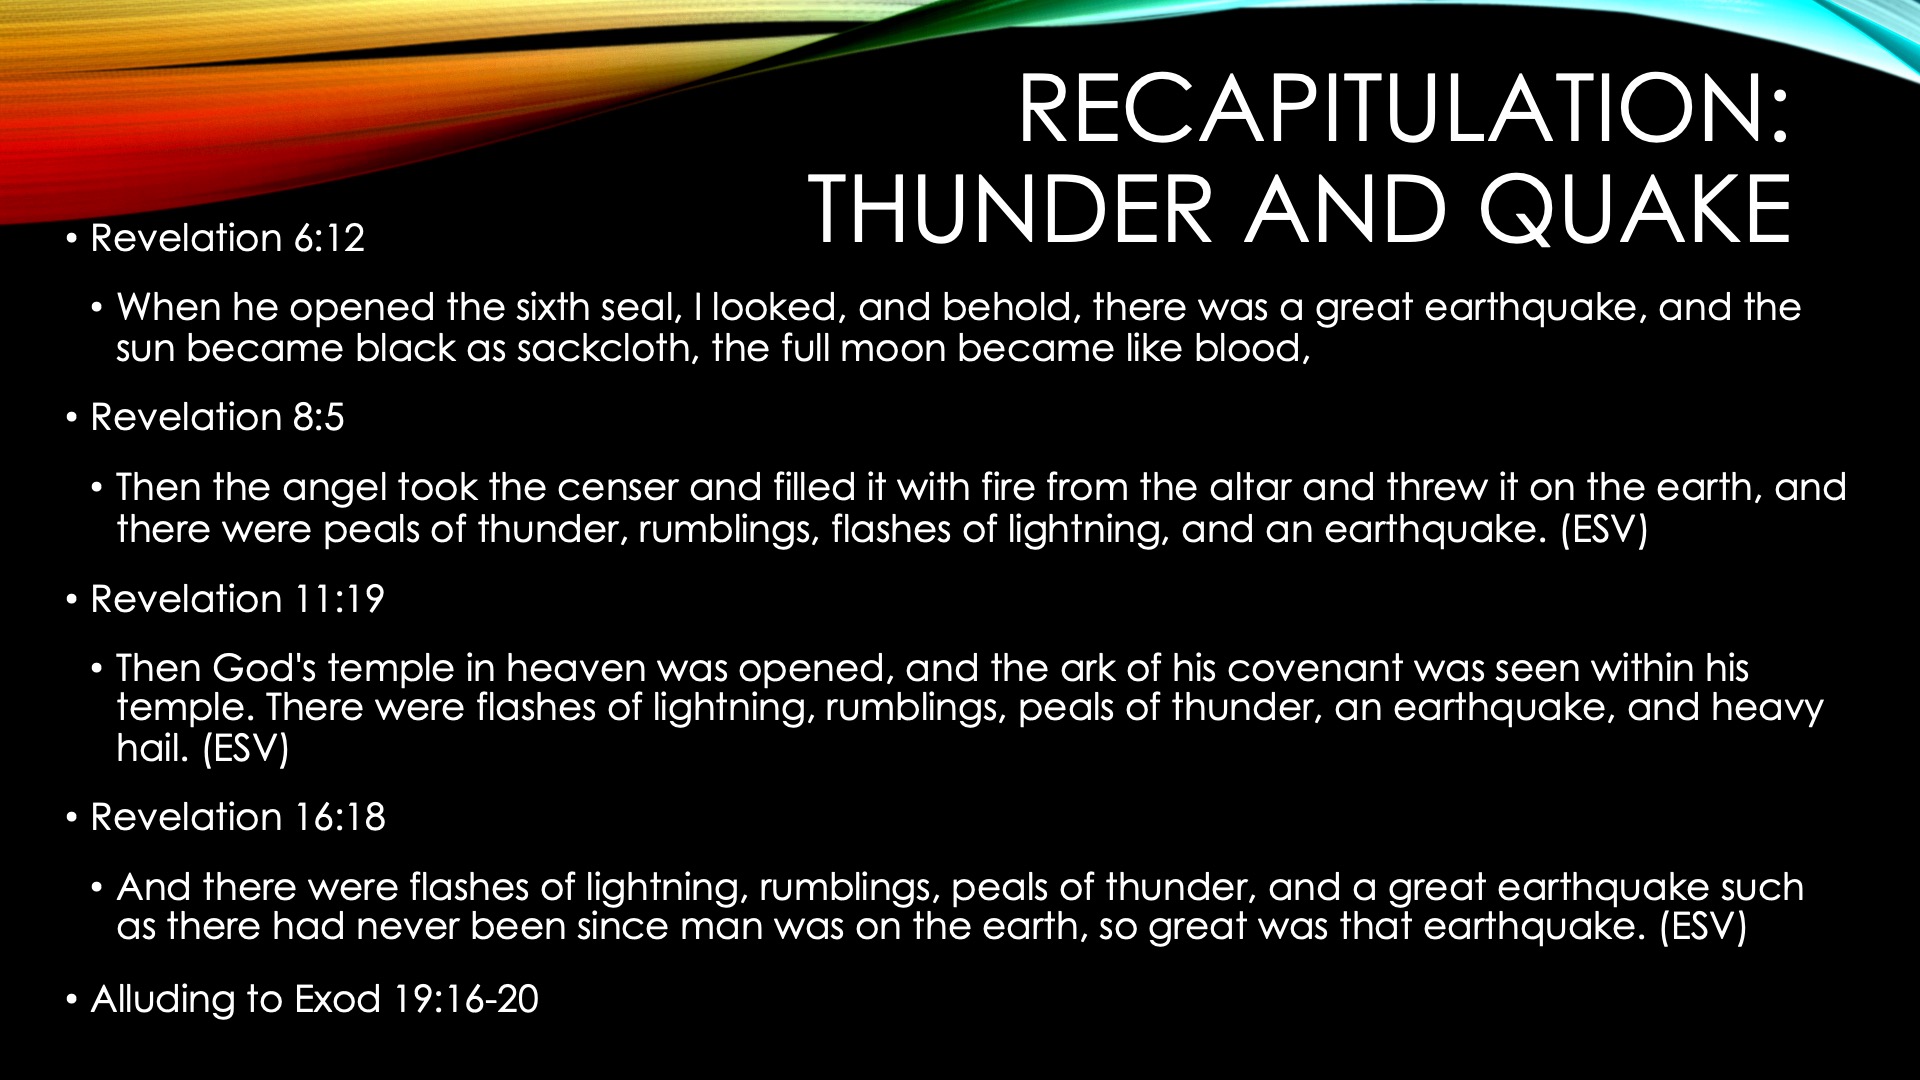 RECAPITULATION:
THUNDER AND QUAKE
• Revelation 6:12
• When he opened the sixth seal, I looked, and behold, there was a great earthquake, and the
sun became black as sackcloth, the full moon became like blood,
• Revelation 8:5
• Then the angel took the censer and filled it with fire from the altar and threw it on the earth, and
there were peals of thunder, rumblings, flashes of lightning, and an earthquake. (ESV)
• Revelation 11:19
• Then God's temple in heaven was opened, and the ark of his covenant was seen within his
temple. There were flashes of lightning, rumblings, peals of thunder, an earthquake, and heavy
hail. (ESV)
• Revelation 16:18
• And there were flashes of lightning, rumblings, peals of thunder, and a great earthquake such
as there had never been since man was on the earth, so great was that earthquake. (ESV)
• Alluding to Exod 19:16-20